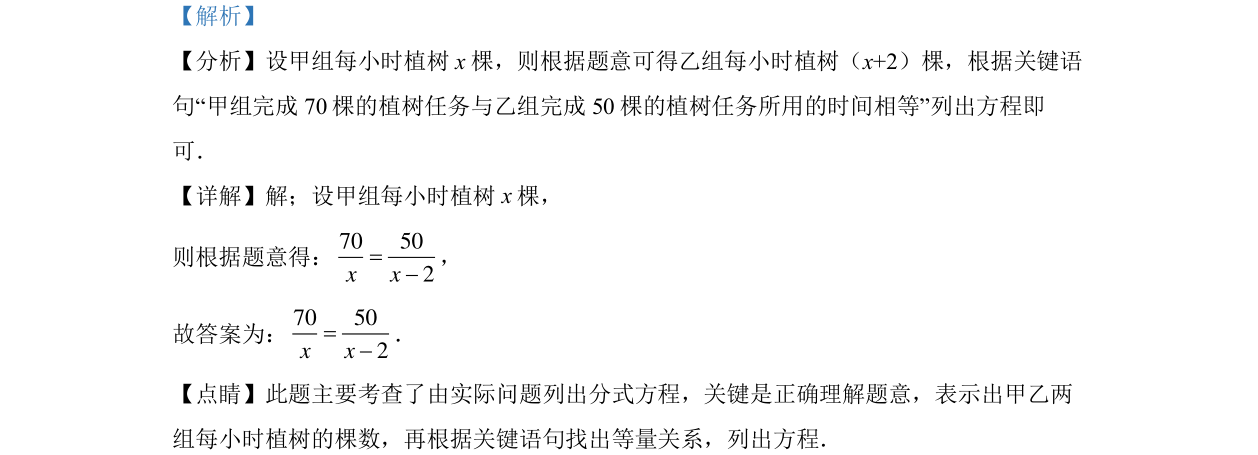 【解析】
【分析】设甲组每小时植树 x 棵，则根据题意可得乙组每小时植树（x+2）棵，根据关键语
句“甲组完成 70 棵的植树任务与乙组完成 50 棵的植树任务所用的时间相等”列出方程即
可．
【详解】解；设甲组每小时植树 x 棵，
则根据题意得：70/x = 50/(x−2)，
故答案为：70/x = 50/(x−2)．
【点睛】此题主要考查了由实际问题列出分式方程，关键是正确理解题意，表示出甲乙两
组每小时植树的棵数，再根据关键语句找出等量关系，列出方程．